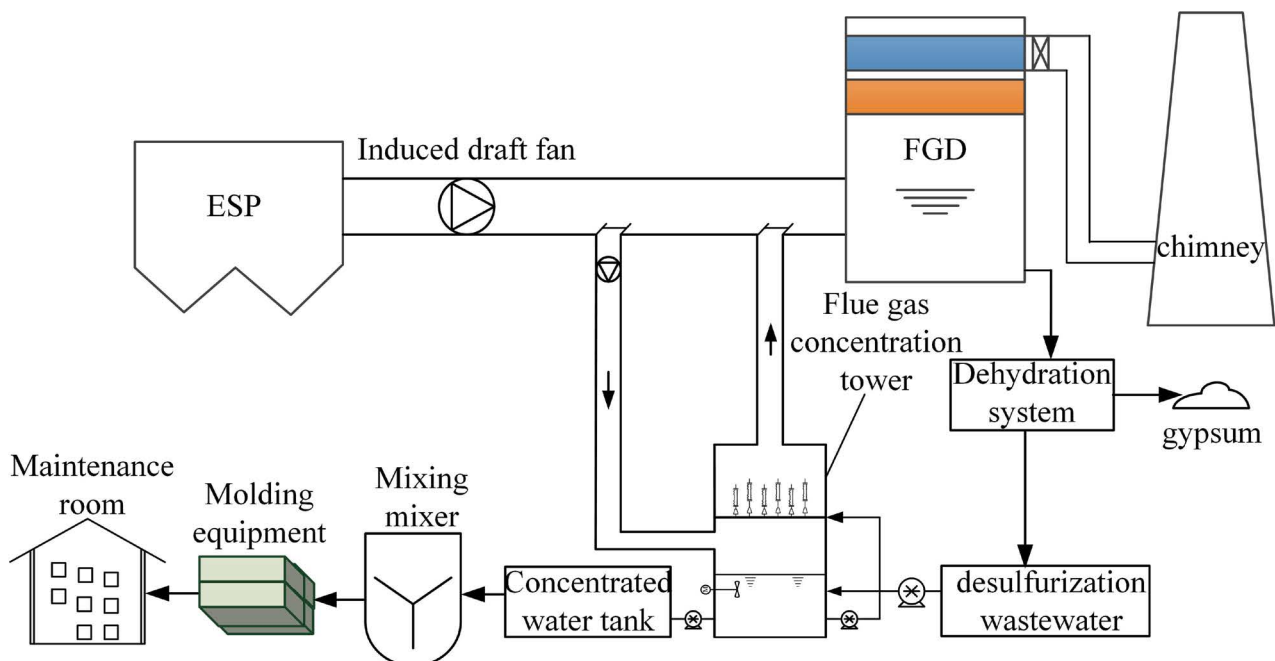 Induced draft fan
ESP
FGD
chimney
Flue gas
concentration
tower
Dehydration
system
gypsum
Maintenance
room
Molding
equipment
Mixing
mixer
Concentrated
water tank
desulfurization
wastewater